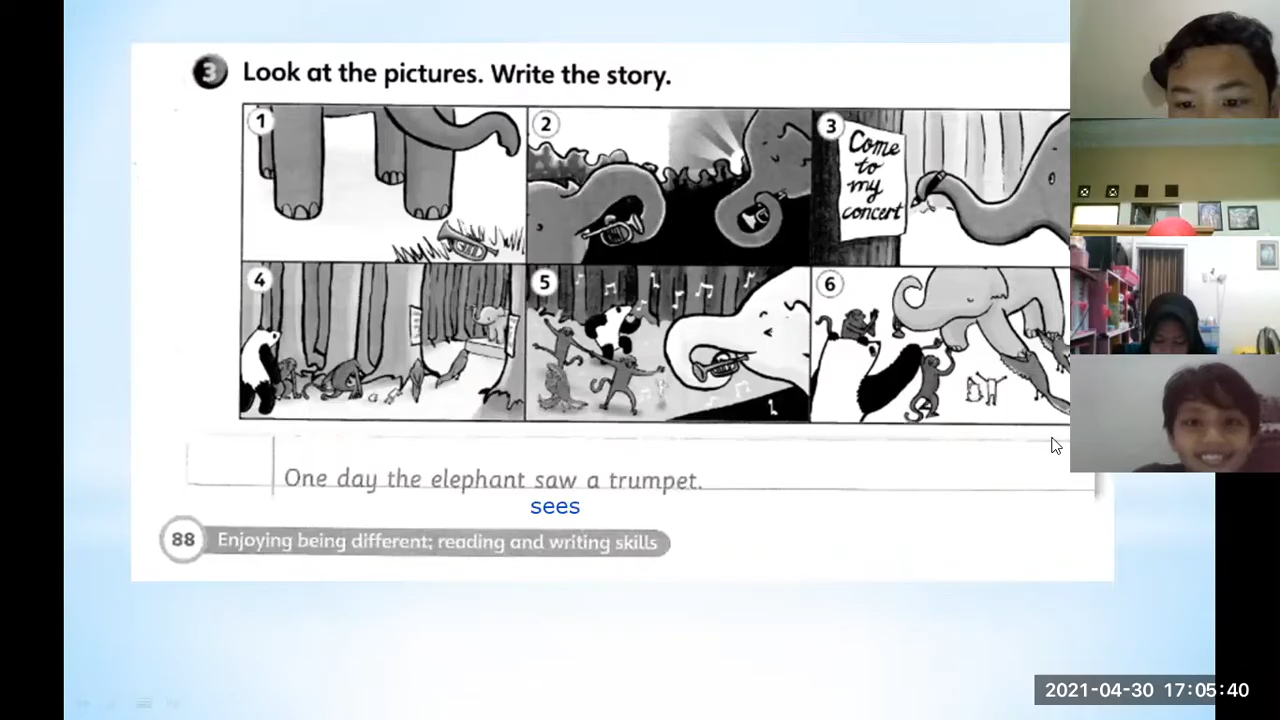 3 Look at the pictures. Write the story.
1
2
3
Come
to
my
concert
4
5
6
One day the elephant saw a trumpet.
sees
88 Enjoying being different; reading and writing skills
2021-04-30 17:05:40